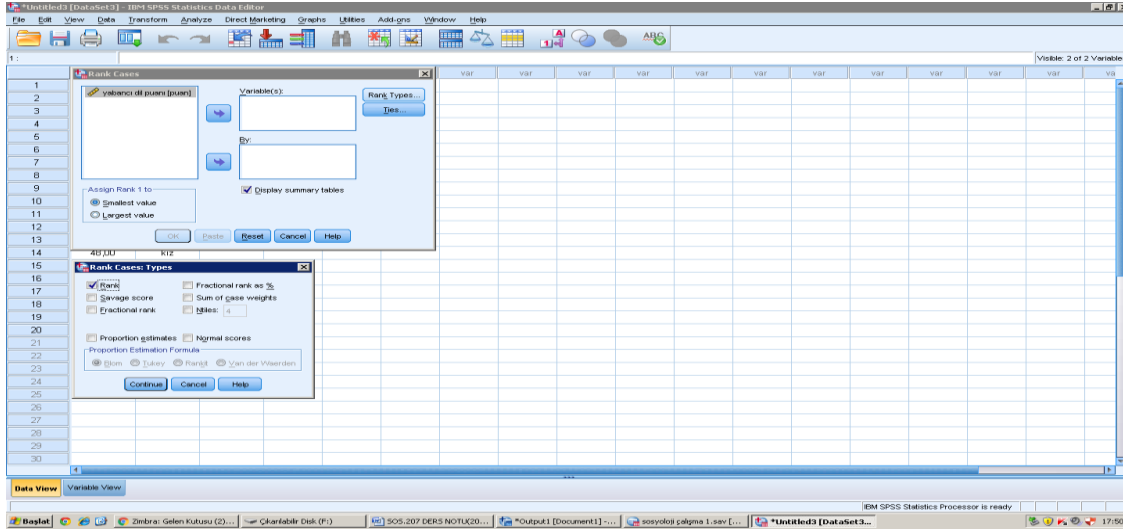 *Untitled3 [DataSet3] - IBM SPSS Statistics Data Editor
File Edit View Data Transform Analyze Direct Marketing Graphs Utilities Add-ons Window Help
1 :
Visible: 2 of 2 Variable
var var var var var var var var var var var va
Rank Cases
yabancı dil puanı [puan]
Variable(s):
Rank Types...
Ties...
By:
Assign Rank 1 to
Smallest value
Largest value
Display summary tables
OK Paste Reset Cancel Help
1
2
3
4
5
6
7
8
9
10
11
12
13
14 48,00 kız
15
16
17
18
19
20
21
22
23
24
25
26
27
28
29
30
Rank Cases: Types
Rank Fractional rank as %
Savage score Sum of case weights
Fractional rank Ntiles: 4
Proportion estimates Normal scores
Proportion Estimation Formula
Blom Tukey Rankit Van der Waerden
Continue Cancel Help
Data View Variable View
IBM SPSS Statistics Processor is ready
Başlat Zimbra: Gelen Kutusu (2)... Çıkarılabilir Disk (F:) SOS.207 DERS NOTU(20... *Output1 [Document1] -... sosyoloji çalışma 1.sav [... *Untitled3 [DataSet3... 17:50